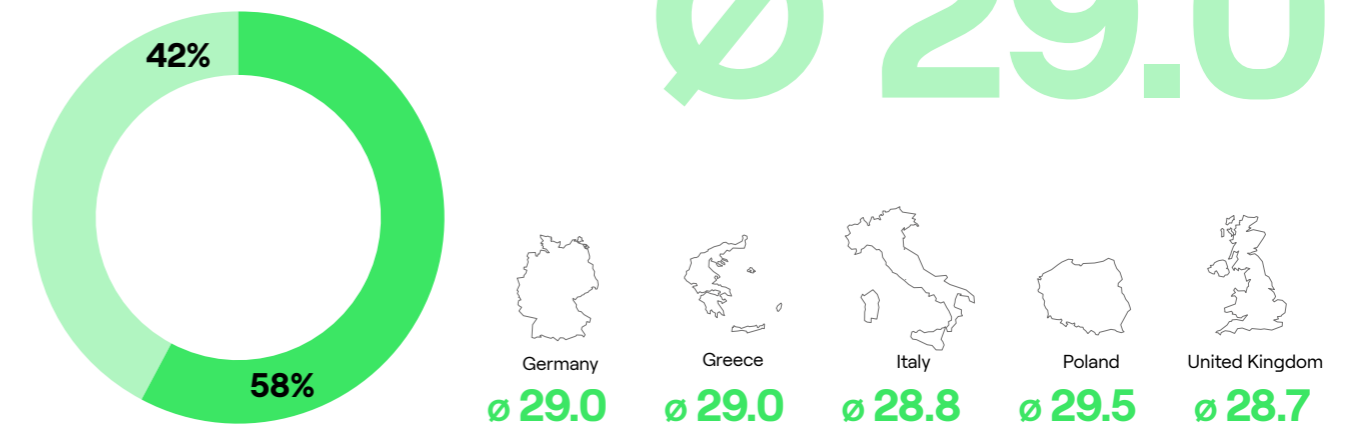 42%
58%
Ø 29.0
Germany
ø 29.0
Greece
ø 29.0
Italy
ø 28.8
Poland
ø 29.5
United Kingdom
ø 28.7